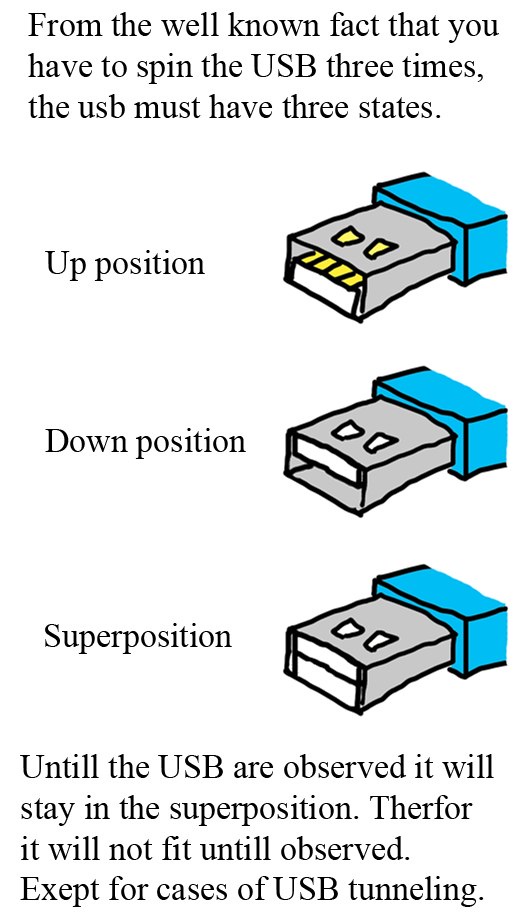 From the well known fact that you
have to spin the USB three times,
the usb must have three states.
Up position
Down position
Superposition
Untill the USB are observed it will
stay in the superposition. Therfor
it will not fit untill observed.
Exept for cases of USB tunneling.